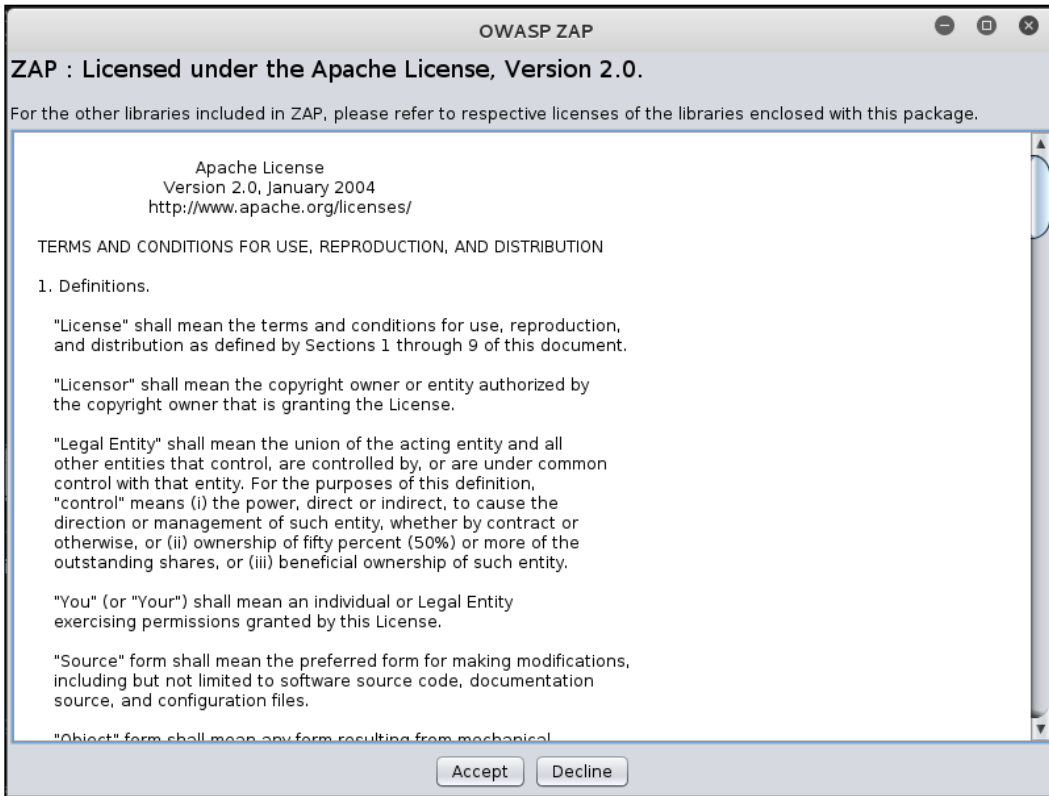 OWASP ZAP
ZAP : Licensed under the Apache License, Version 2.0.
For the other libraries included in ZAP, please refer to respective licenses of the libraries enclosed with this package.
Apache License
Version 2.0, January 2004
http://www.apache.org/licenses/
TERMS AND CONDITIONS FOR USE, REPRODUCTION, AND DISTRIBUTION
1. Definitions.
"License" shall mean the terms and conditions for use, reproduction,
and distribution as defined by Sections 1 through 9 of this document.
"Licensor" shall mean the copyright owner or entity authorized by
the copyright owner that is granting the License.
"Legal Entity" shall mean the union of the acting entity and all
other entities that control, are controlled by, or are under common
control with that entity. For the purposes of this definition,
"control" means (i) the power, direct or indirect, to cause the
direction or management of such entity, whether by contract or
otherwise, or (ii) ownership of fifty percent (50%) or more of the
outstanding shares, or (iii) beneficial ownership of such entity.
"You" (or "Your") shall mean an individual or Legal Entity
exercising permissions granted by this License.
"Source" form shall mean the preferred form for making modifications,
including but not limited to software source code, documentation
source, and configuration files.
"Object" form shall mean any form resulting from mechanical
Accept Decline